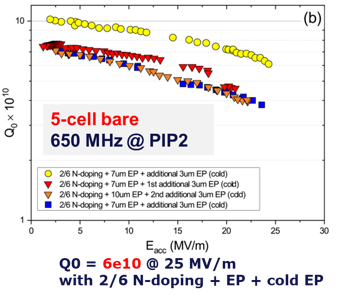 (b)
10
Q0 × 10^10
5-cell bare
650 MHz @ PIP2
2/6 N-doping + 7um EP + additional 3um EP (cold)
2/6 N-doping + 7um EP + 1st additional 3um EP (cold)
2/6 N-doping + 10um EP + 2nd additional 3um EP (cold)
2/6 N-doping + 7um EP + additional 3um EP (cold)
1
0 5 10 15 20 25 30
Eacc (MV/m)
Q0 = 6e10 @ 25 MV/m
with 2/6 N-doping + EP + cold EP